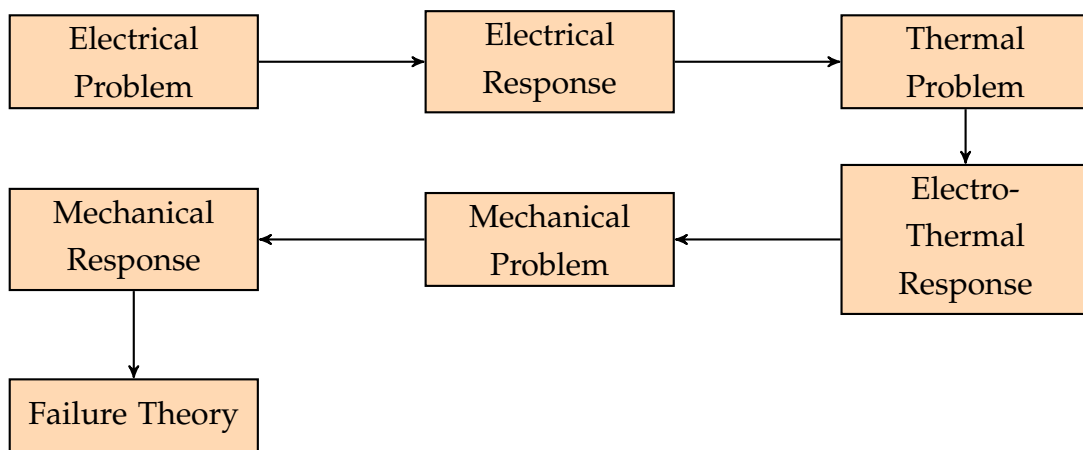 Electrical
Problem
Electrical
Response
Thermal
Problem
Electro-
Thermal
Response
Mechanical
Problem
Mechanical
Response
Failure Theory